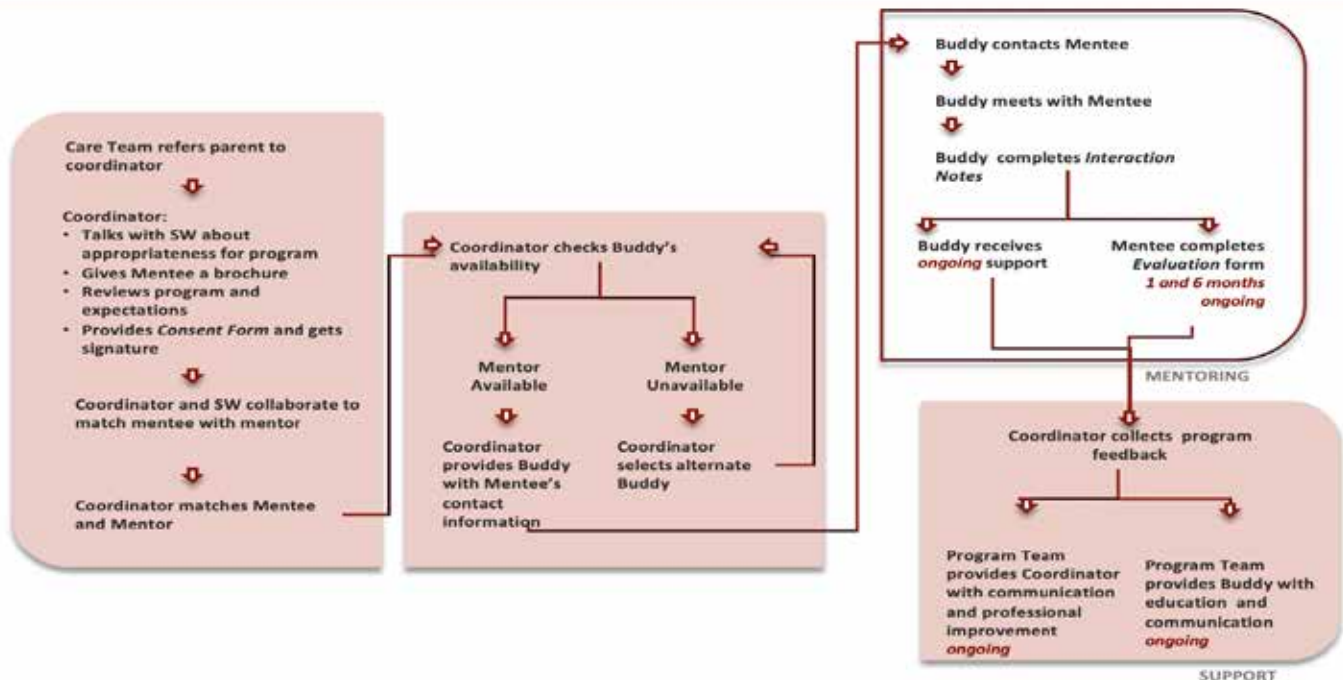 Care Team refers parent to
coordinator
Coordinator:
• Talks with SW about
appropriateness for program
• Gives Mentee a brochure
• Reviews program and
expectations
• Provides Consent Form and gets
signature
Coordinator and SW collaborate to
match mentee with mentor
Coordinator matches Mentee
and Mentor
Coordinator checks Buddy's
availability
Mentor
Available
Mentor
Unavailable
Coordinator
provides Buddy
with Mentee's
contact
information
Coordinator
selects alternate
Buddy
Buddy contacts Mentee
Buddy meets with Mentee
Buddy completes Interaction
Notes
Buddy receives
ongoing support
Mentee completes
Evaluation form
1 and 6 months
ongoing
MENTORING
Coordinator collects program
feedback
Program Team
provides Coordinator
with communication
and professional
improvement
ongoing
Program Team
provides Buddy with
education and
communication
ongoing
SUPPORT